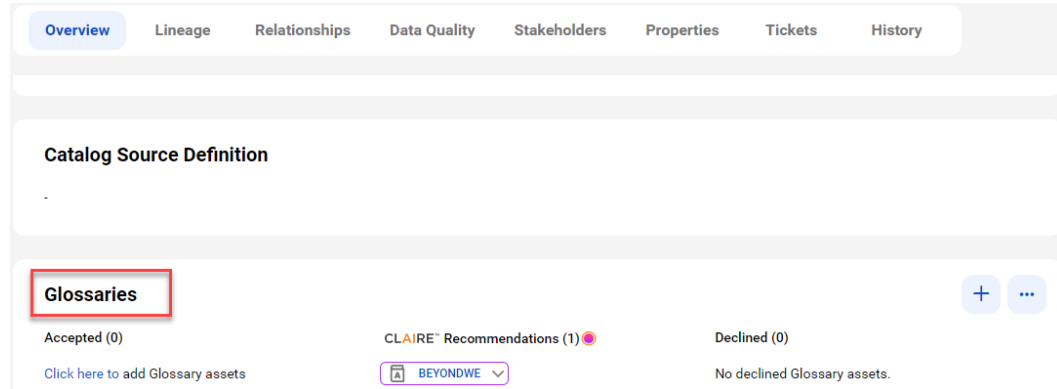 Overview Lineage Relationships Data Quality Stakeholders Properties Tickets History
Catalog Source Definition
-
Glossaries
Accepted (0) CLAIRE™ Recommendations (1) Declined (0)
Click here to add Glossary assets A BEYONDWE No declined Glossary assets.